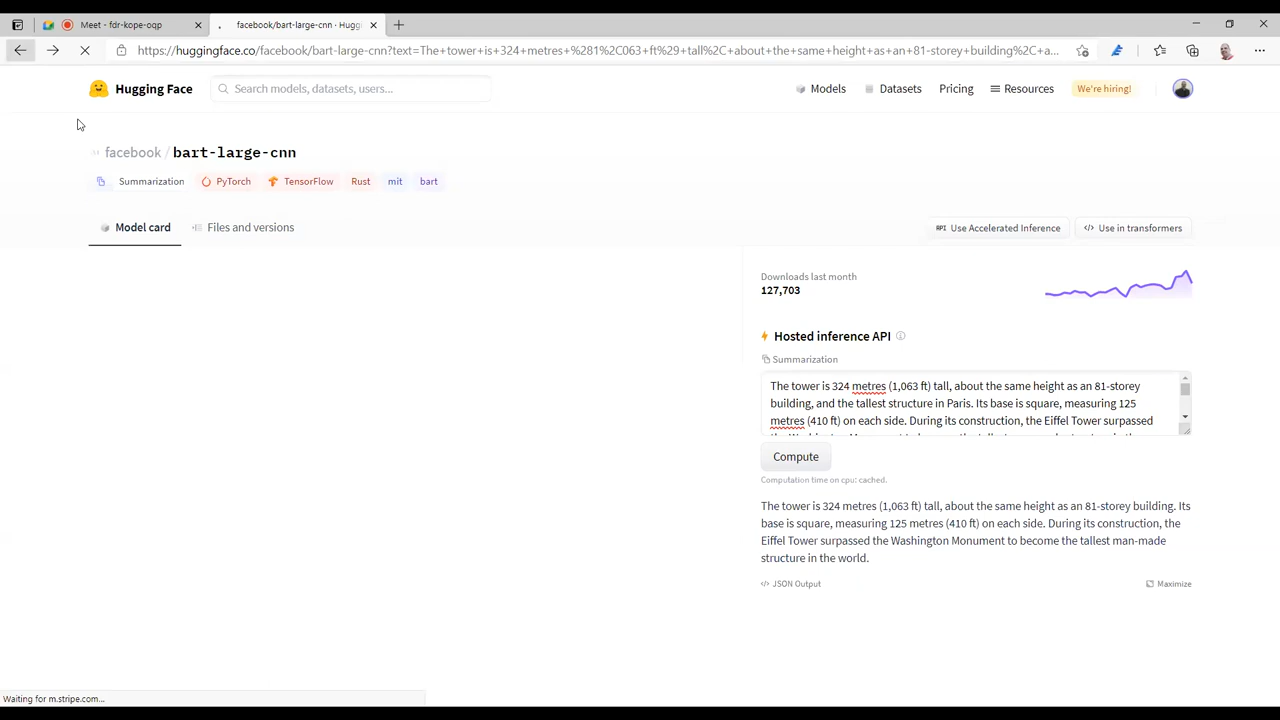 Meet - fdr-kope-oqp
facebook/bart-large-cnn · Hugg
https://huggingface.co/facebook/bart-large-cnn?text=The+tower+is+324+metres+%281%2C063+ft%29+tall%2C+about+the+same+height+as+an+81-storey+building%2C+a...
Hugging Face
Search models, datasets, users...
Models
Datasets
Pricing
Resources
We're hiring!
facebook / bart-large-cnn
Summarization PyTorch TensorFlow Rust mit bart
Model card Files and versions
API Use Accelerated Inference
</> Use in transformers
Downloads last month
127,703
Hosted inference API
Summarization
The tower is 324 metres (1,063 ft) tall, about the same height as an 81-storey
building, and the tallest structure in Paris. Its base is square, measuring 125
metres (410 ft) on each side. During its construction, the Eiffel Tower surpassed
Compute
Computation time on cpu: cached.
The tower is 324 metres (1,063 ft) tall, about the same height as an 81-storey building. Its
base is square, measuring 125 metres (410 ft) on each side. During its construction, the
Eiffel Tower surpassed the Washington Monument to become the tallest man-made
structure in the world.
</> JSON Output
Maximize
Waiting for m.stripe.com...